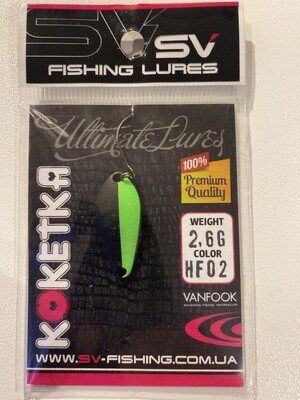 SV SV
FISHING LURES
Ultimate Lures
KOKETKA
100%
Premium
Quality
WEIGHT
2,6G
COLOR
HF02
VANFOOK
WWW.SV-FISHING.COM.UA